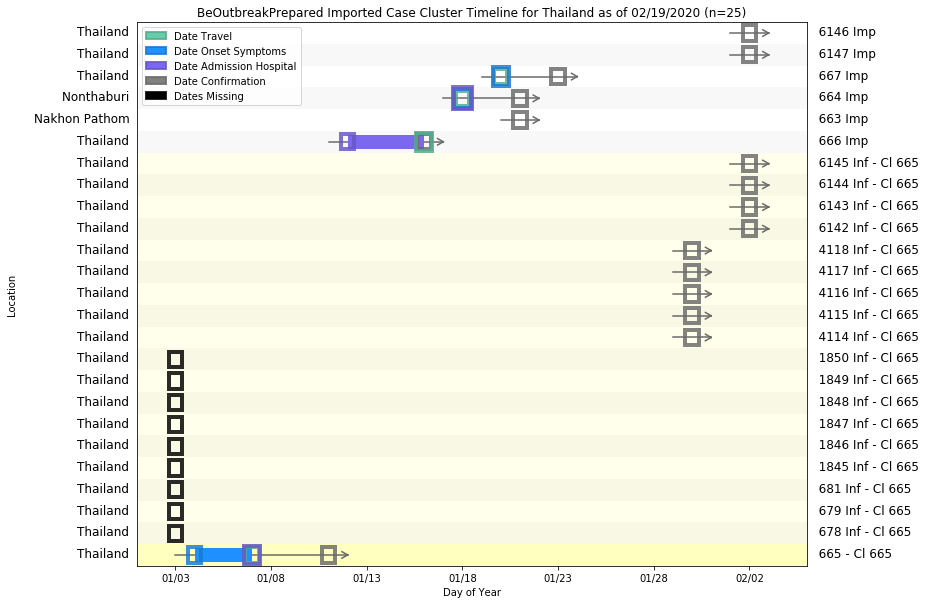 BeOutbreakPrepared Imported Case Cluster Timeline for Thailand as of 02/19/2020 (n=25)
Date Travel
Date Onset Symptoms
Date Admission Hospital
Date Confirmation
Dates Missing
Thailand 6146 Imp
Thailand 6147 Imp
Thailand 667 Imp
Nonthaburi 664 Imp
Nakhon Pathom 663 Imp
Thailand 666 Imp
Thailand 6145 Inf - Cl 665
Thailand 6144 Inf - Cl 665
Thailand 6143 Inf - Cl 665
Thailand 6142 Inf - Cl 665
Thailand 4118 Inf - Cl 665
Thailand 4117 Inf - Cl 665
Thailand 4116 Inf - Cl 665
Thailand 4115 Inf - Cl 665
Thailand 4114 Inf - Cl 665
Thailand 1850 Inf - Cl 665
Thailand 1849 Inf - Cl 665
Thailand 1848 Inf - Cl 665
Thailand 1847 Inf - Cl 665
Thailand 1846 Inf - Cl 665
Thailand 1845 Inf - Cl 665
Thailand 681 Inf - Cl 665
Thailand 679 Inf - Cl 665
Thailand 678 Inf - Cl 665
Thailand 665 - Cl 665
Location
01/03 01/08 01/13 01/18 01/23 01/28 02/02
Day of Year